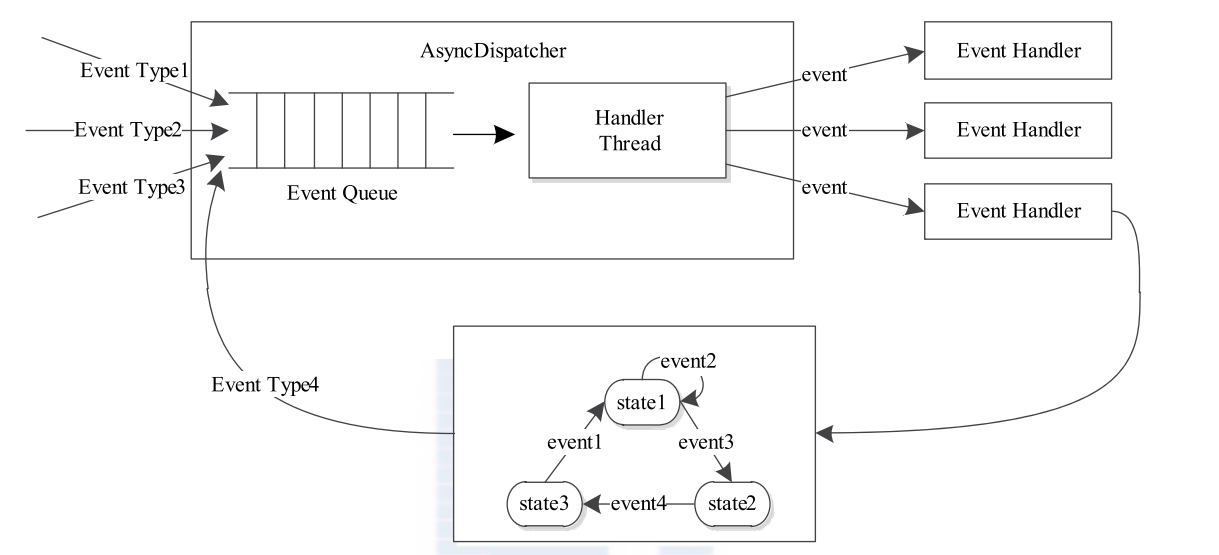 AsyncDispatcher
Event Type1
Event Type2
Event Type3
Event Queue
Handler
Thread
event
event
event
Event Handler
Event Handler
Event Handler
Event Type4
event2
state1
event1
event3
state3
event4
state2